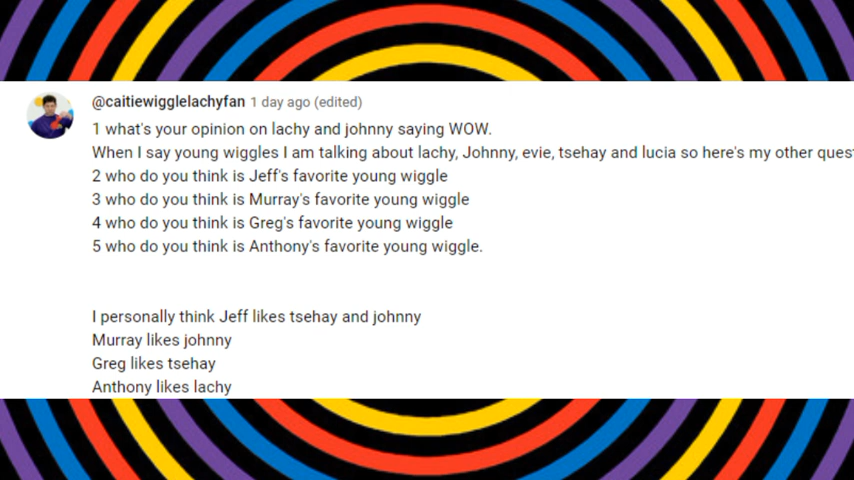 @caitiewigglelachyfan 1 day ago (edited)
1 what's your opinion on lachy and johnny saying WOW.
When I say young wiggles I am talking about lachy, Johnny, evie, tsehay and lucia so here's my other ques
2 who do you think is Jeff's favorite young wiggle
3 who do you think is Murray's favorite young wiggle
4 who do you think is Greg's favorite young wiggle
5 who do you think is Anthony's favorite young wiggle.
I personally think Jeff likes tsehay and johnny
Murray likes johnny
Greg likes tsehay
Anthony likes lachy